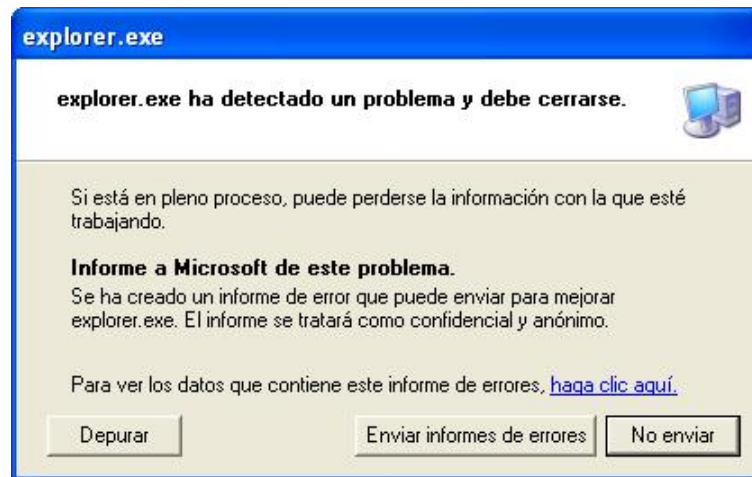 explorer.exe
explorer.exe ha detectado un problema y debe cerrarse.
Si está en pleno proceso, puede perderse la información con la que esté
trabajando.
Informe a Microsoft de este problema.
Se ha creado un informe de error que puede enviar para mejorar
explorer.exe. El informe se tratará como confidencial y anónimo.
Para ver los datos que contiene este informe de errores, haga clic aquí.
Depurar
Enviar informes de errores
No enviar